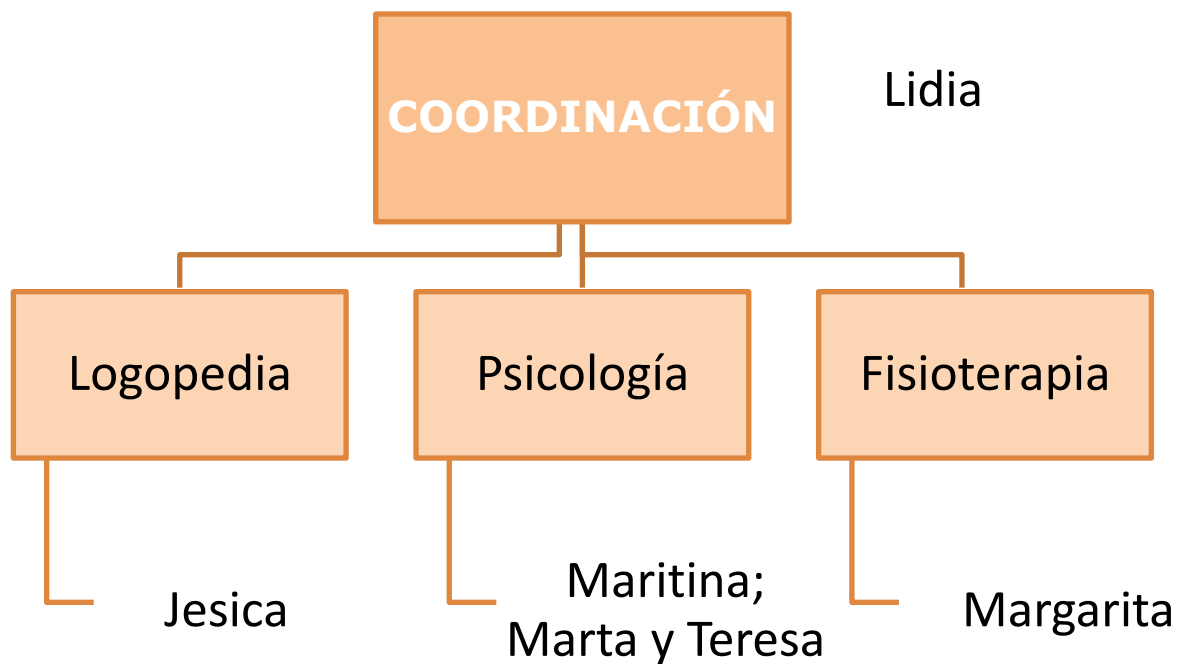 COORDINACIÓN
Lidia
Logopedia
Psicología
Fisioterapia
Jesica
Maritina;
Marta y Teresa
Margarita